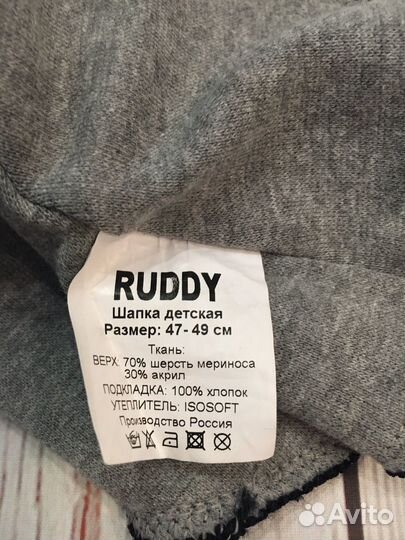 RUDDY
Шапка детская
Размер: 47-49 см
Ткань:
ВЕРХ: 70% шерсть мериноса
30% акрил
ПОДКЛАДКА: 100% хлопок
УТЕПЛИТЕЛЬ: ISOSOFT
Производство Россия
Avito